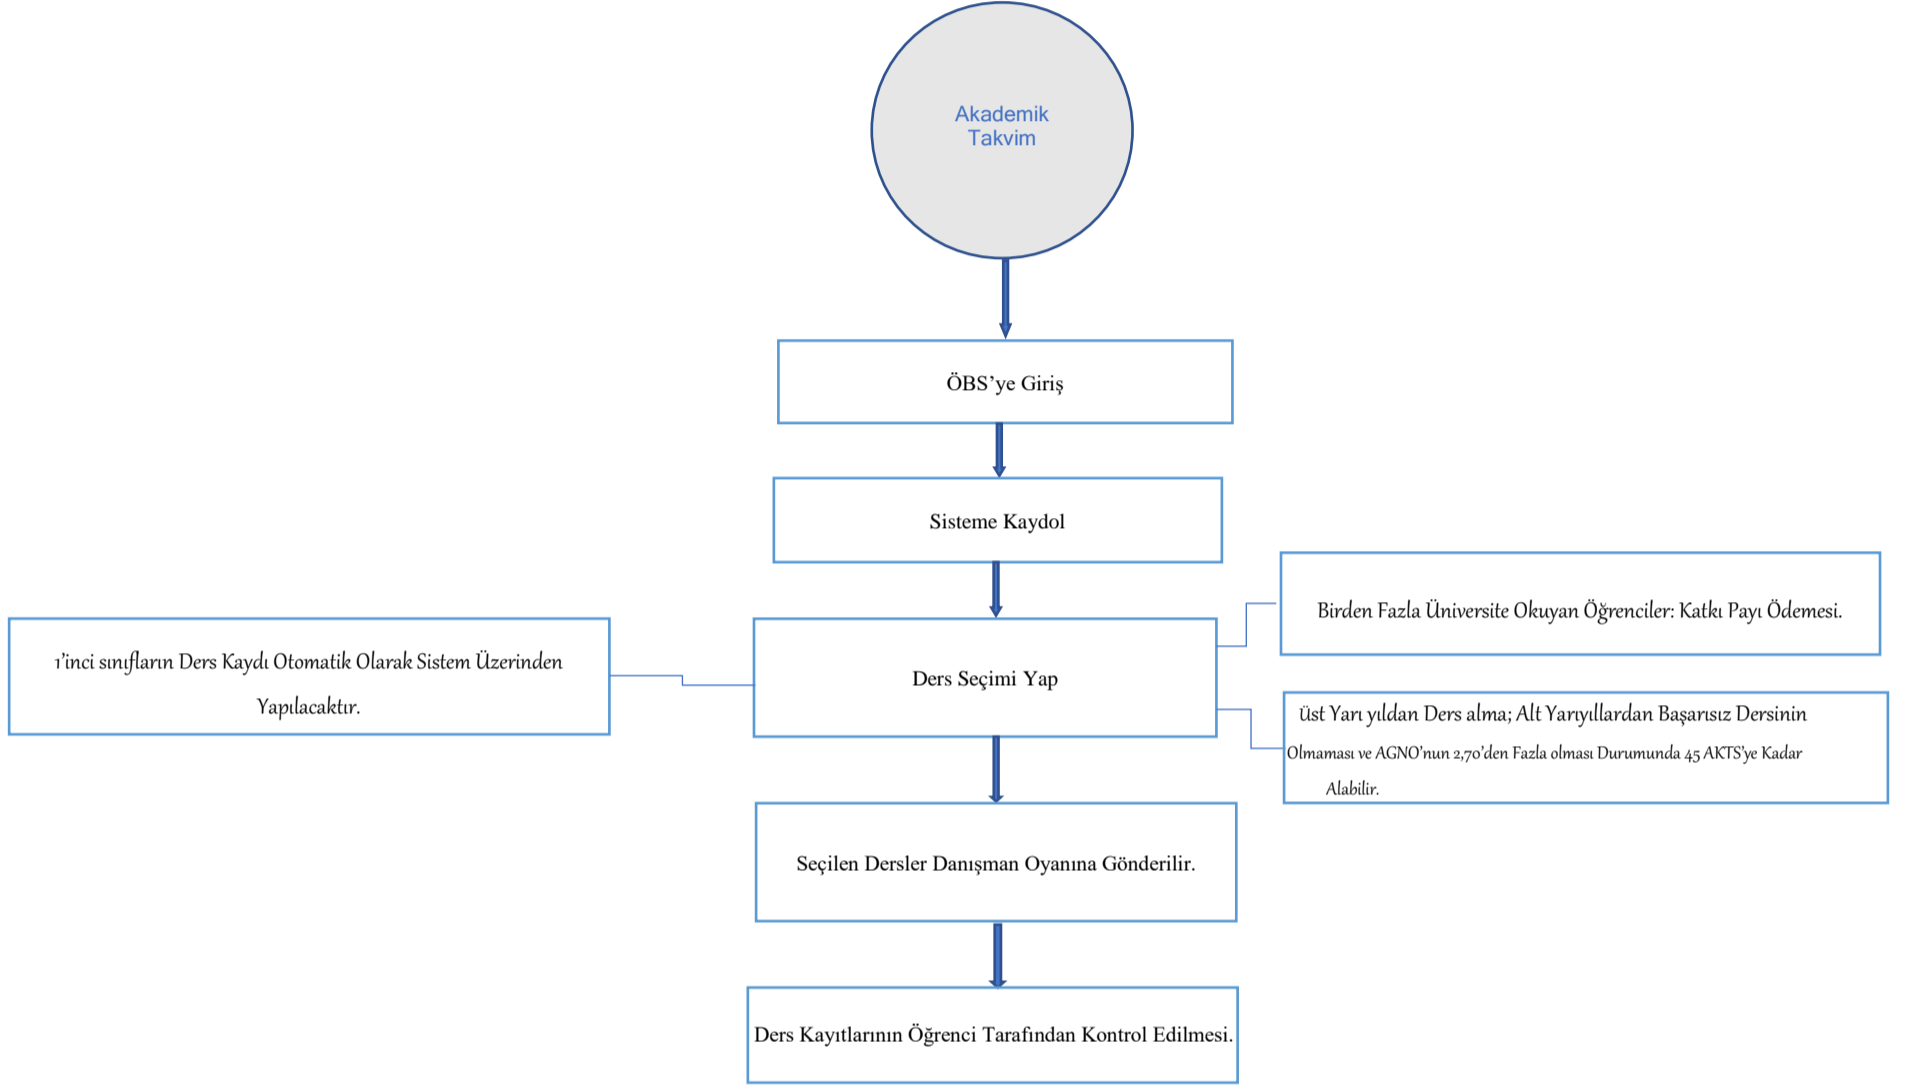 Akademik
Takvim
ÖBS’ye Giriş
Sisteme Kaydol
Birden Fazla Üniversite Okuyan Öğrenciler: Katkı Payı Ödemesi.
1’inci sınıfların Ders Kaydı Otomatik Olarak Sistem Üzerinden
Yapılacaktır.
Ders Seçimi Yap
Üst Yarı yıldan Ders alma; Alt Yarıyıllardan Başarısız Dersinin
Olmaması ve AGNO’nun 2,70’den Fazla olması Durumunda 45 AKTS’ye Kadar
Alabilir.
Seçilen Dersler Danışman Oyanına Gönderilir.
Ders Kayıtlarının Öğrenci Tarafından Kontrol Edilmesi.